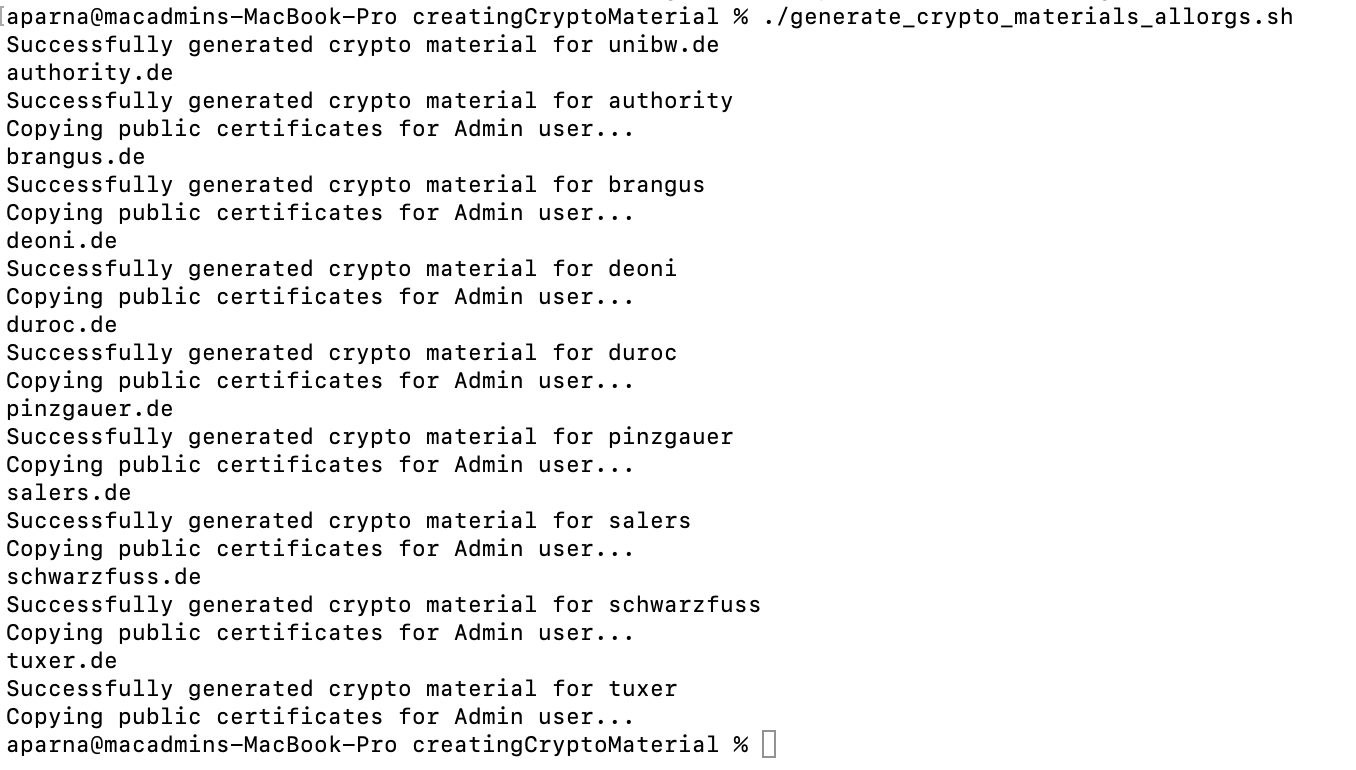 [aparna@macadmins-MacBook-Pro creatingCryptoMaterial % ./generate_crypto_materials_allorgs.sh
Successfully generated crypto material for unibw.de
authority.de
Successfully generated crypto material for authority
Copying public certificates for Admin user...
brangus.de
Successfully generated crypto material for brangus
Copying public certificates for Admin user...
deoni.de
Successfully generated crypto material for deoni
Copying public certificates for Admin user...
duroc.de
Successfully generated crypto material for duroc
Copying public certificates for Admin user...
pinzgauer.de
Successfully generated crypto material for pinzgauer
Copying public certificates for Admin user...
salers.de
Successfully generated crypto material for salers
Copying public certificates for Admin user...
schwarzfuss.de
Successfully generated crypto material for schwarzfuss
Copying public certificates for Admin user...
tuxer.de
Successfully generated crypto material for tuxer
Copying public certificates for Admin user...
aparna@macadmins-MacBook-Pro creatingCryptoMaterial %